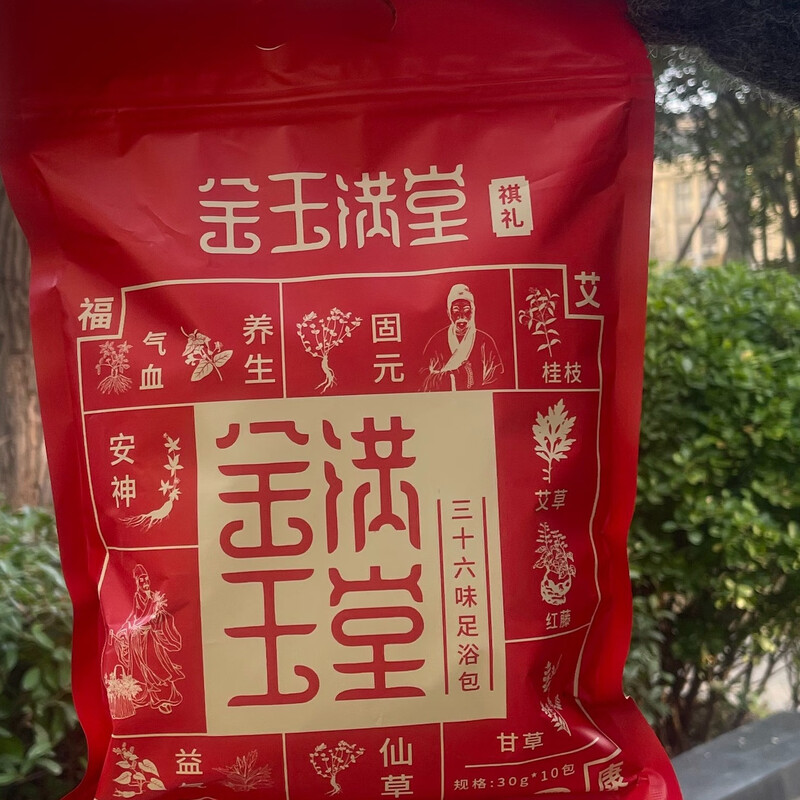 金玉满堂
祺礼
福
艾
气血
养生
固元
桂枝
安神
金满
玉堂
三十六味足浴包
艾草
红藤
甘草
益
仙草
规格:30g*10包
康